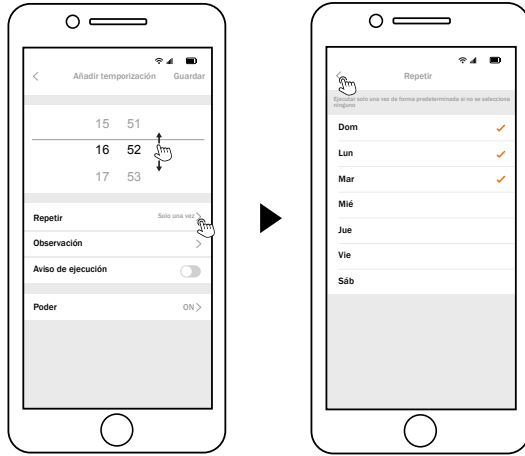 Añadir temporización Guardar
15 51
16 52
17 53
Repetir Solo una vez
Observación
Aviso de ejecución
Poder ON
Repetir
Ejecutar solo una vez de forma predeterminada si no se selecciona
ninguno
Dom
Lun
Mar
Mié
Jue
Vie
Sáb